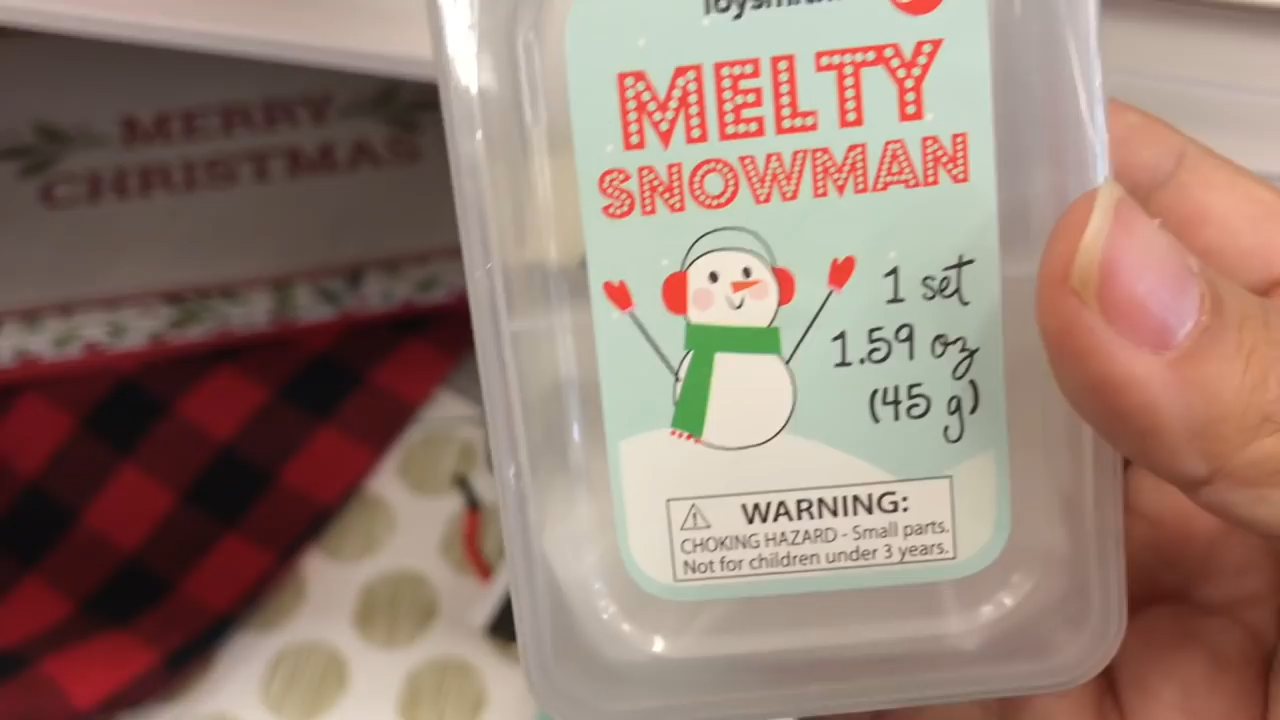 MELTY
SNOWMAN
1 set
1.59 oz
(45 g)
WARNING:
CHOKING HAZARD - Small parts.
Not for children under 3 years.
MERRY
CHRISTMAS